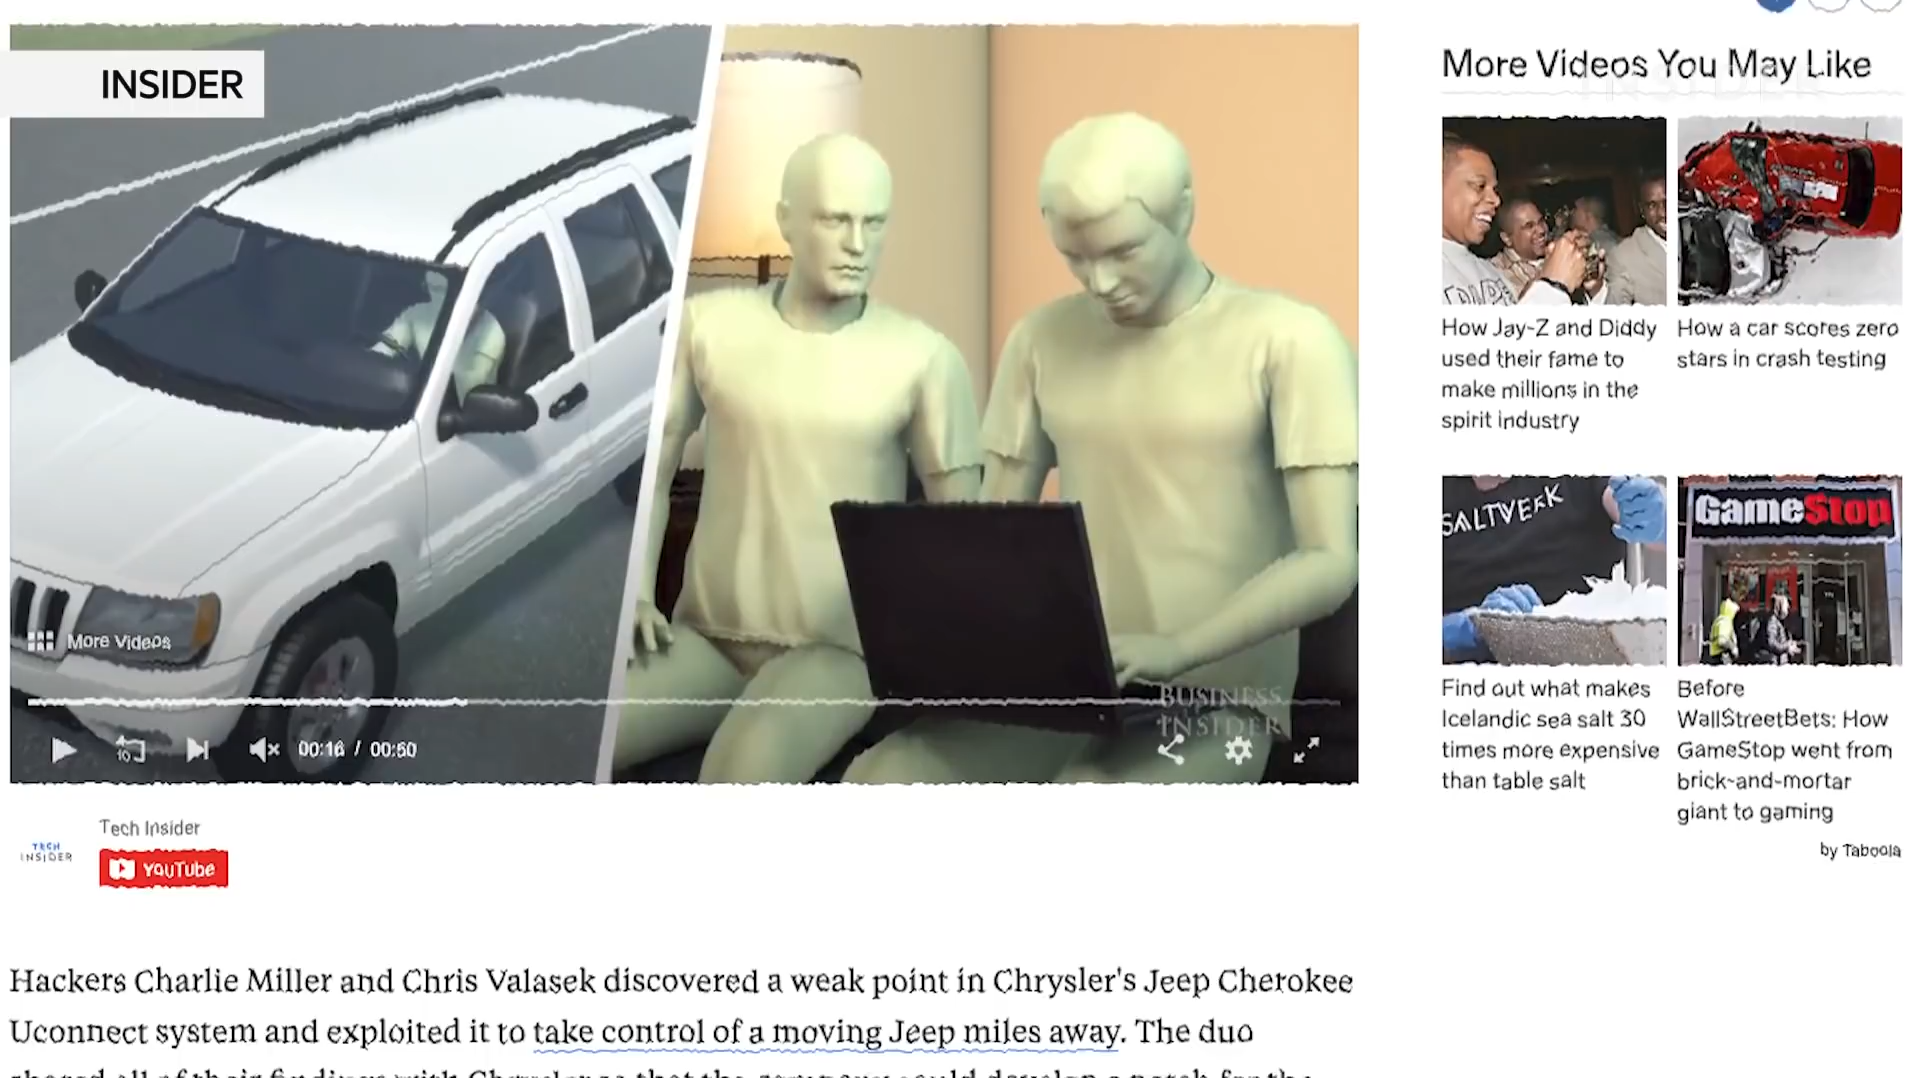 INSIDER
More Videos You May Like
How Jay-Z and Diddy
used their fame to
make millions in the
spirit industry
How a car scores zero
stars in crash testing
SALTVERK
GameStop
Find out what makes
Icelandic sea salt 30
times more expensive
than table salt
Before
WallStreetBets: How
GameStop went from
brick-and-mortar
giant to gaming
by Taboola
More Videos
BUSINESS
INSIDER
10
00:16 / 00:50
TECH
INSIDER
Tech Insider
YouTube
Hackers Charlie Miller and Chris Valasek discovered a weak point in Chrysler's Jeep Cherokee
Uconnect system and exploited it to take control of a moving Jeep miles away. The duo